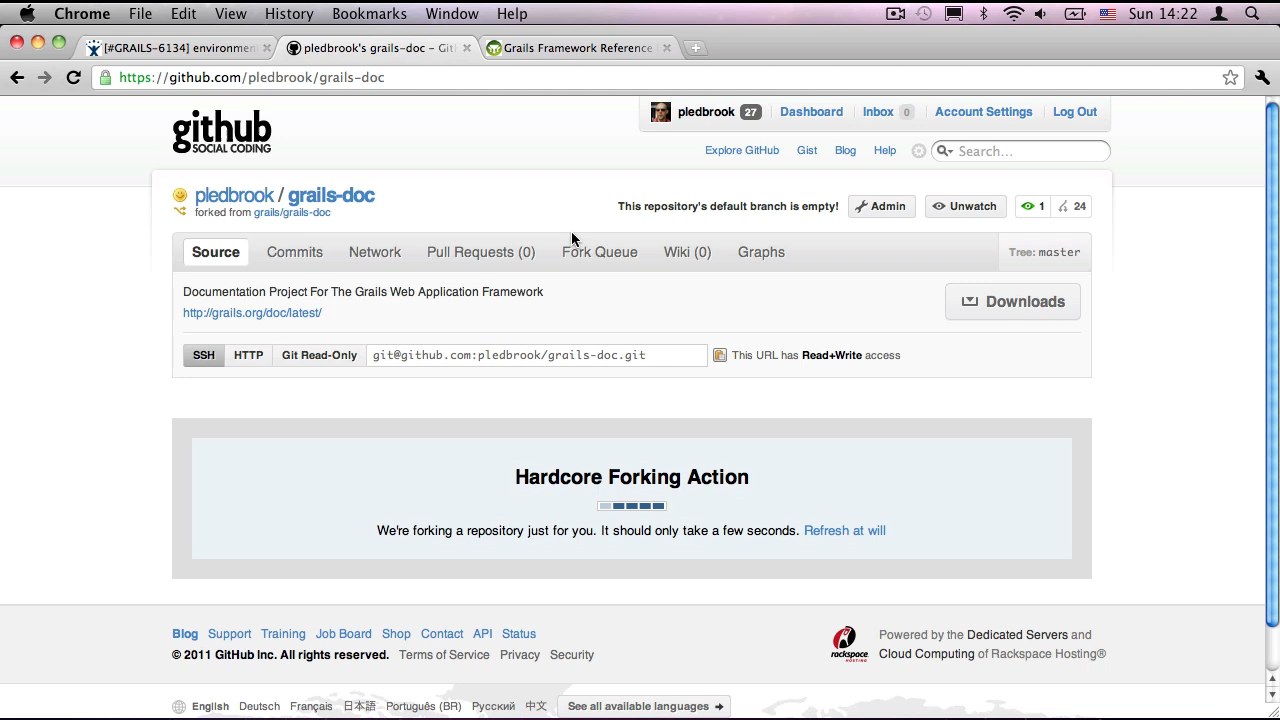 Chrome File Edit View History Bookmarks Window Help Sun 14:22
[#GRAILS-6134] environmen pledbrook's grails-doc - Git Grails Framework Reference
https://github.com/pledbrook/grails-doc
pledbrook 27 Dashboard Inbox 0 Account Settings Log Out
github
SOCIAL CODING
Explore GitHub Gist Blog Help Search...
pledbrook / grails-doc
forked from grails/grails-doc
This repository's default branch is empty! Admin Unwatch 1 24
Source Commits Network Pull Requests (0) Fork Queue Wiki (0) Graphs Tree: master
Documentation Project For The Grails Web Application Framework
http://grails.org/doc/latest/
Downloads
SSH HTTP Git Read-Only git@github.com:pledbrook/grails-doc.git This URL has Read+Write access
Hardcore Forking Action
We're forking a repository just for you. It should only take a few seconds. Refresh at will
Blog Support Training Job Board Shop Contact API Status
© 2011 GitHub Inc. All rights reserved. Terms of Service Privacy Security
rackspace
HOSTING
Powered by the Dedicated Servers and
Cloud Computing of Rackspace Hosting®
English Deutsch Français 日本語 Português (BR) Русский 中文 See all available languages